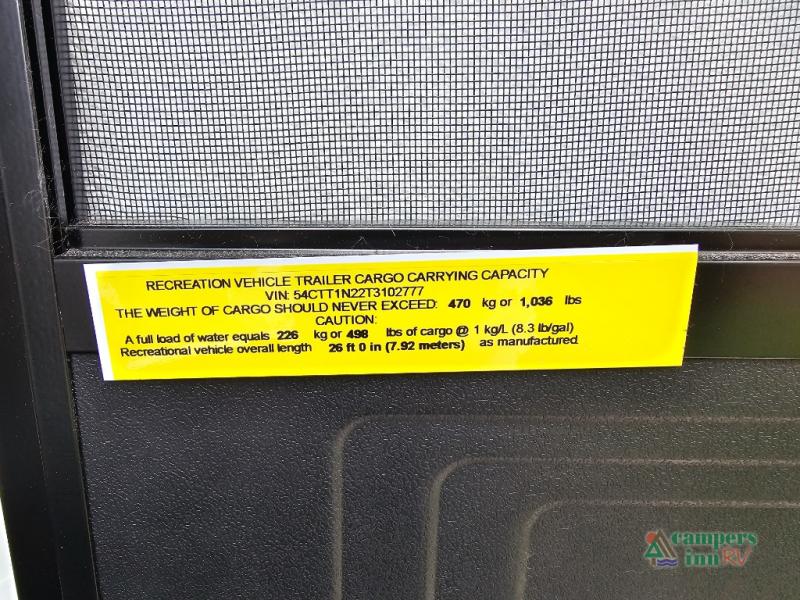 RECREATION VEHICLE TRAILER CARGO CARRYING CAPACITY
VIN: 54CTT1N22T3102777
THE WEIGHT OF CARGO SHOULD NEVER EXCEED: 470 kg or 1,036 lbs
CAUTION:
A full load of water equals 226 kg or 498 lbs of cargo @ 1 kg/L (8.3 lb/gal)
Recreational vehicle overall length 26 ft 0 in (7.92 meters) as manufactured.
campers
inn RV